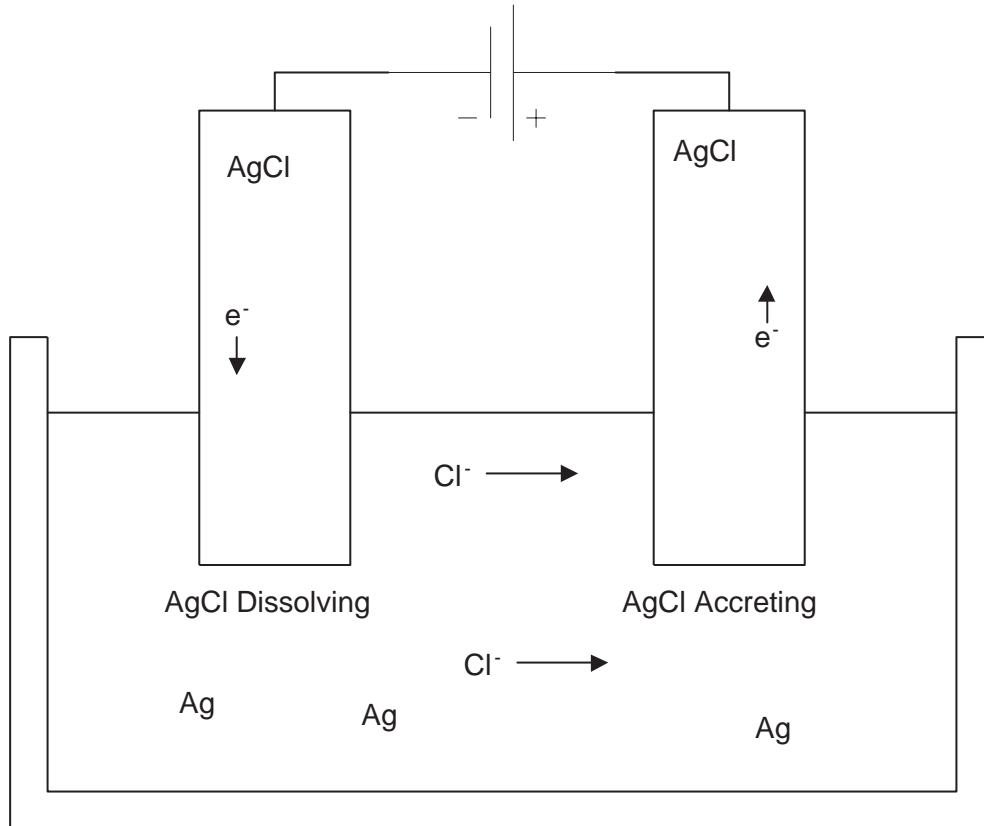 − +
AgCl AgCl
e⁻
e⁻
Cl⁻
AgCl Dissolving AgCl Accreting
Cl⁻
Ag
Ag
Ag